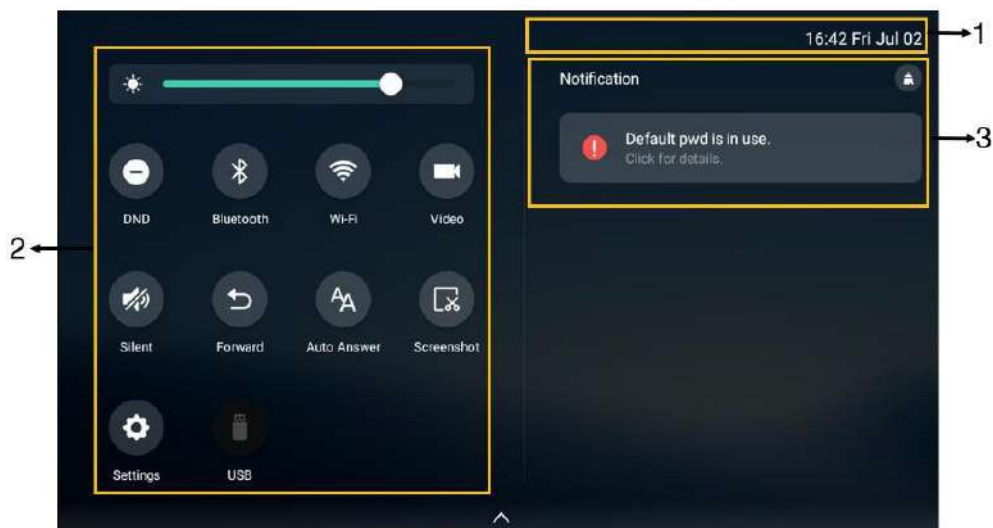 16:42 Fri Jul 02
1
Notification
Default pwd is in use.
Click for details.
3
2
DND
Bluetooth
Wi-Fi
Video
Silent
Forward
Auto Answer
Screenshot
Settings
USB